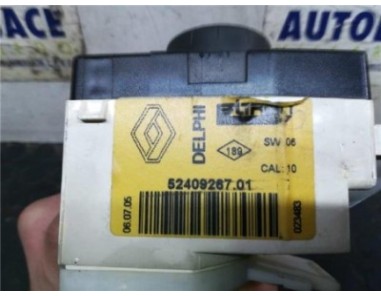 ACE
AUTO
DELPHI
189
SW 06
CAL 10
52409267.01
06.07.05
023483